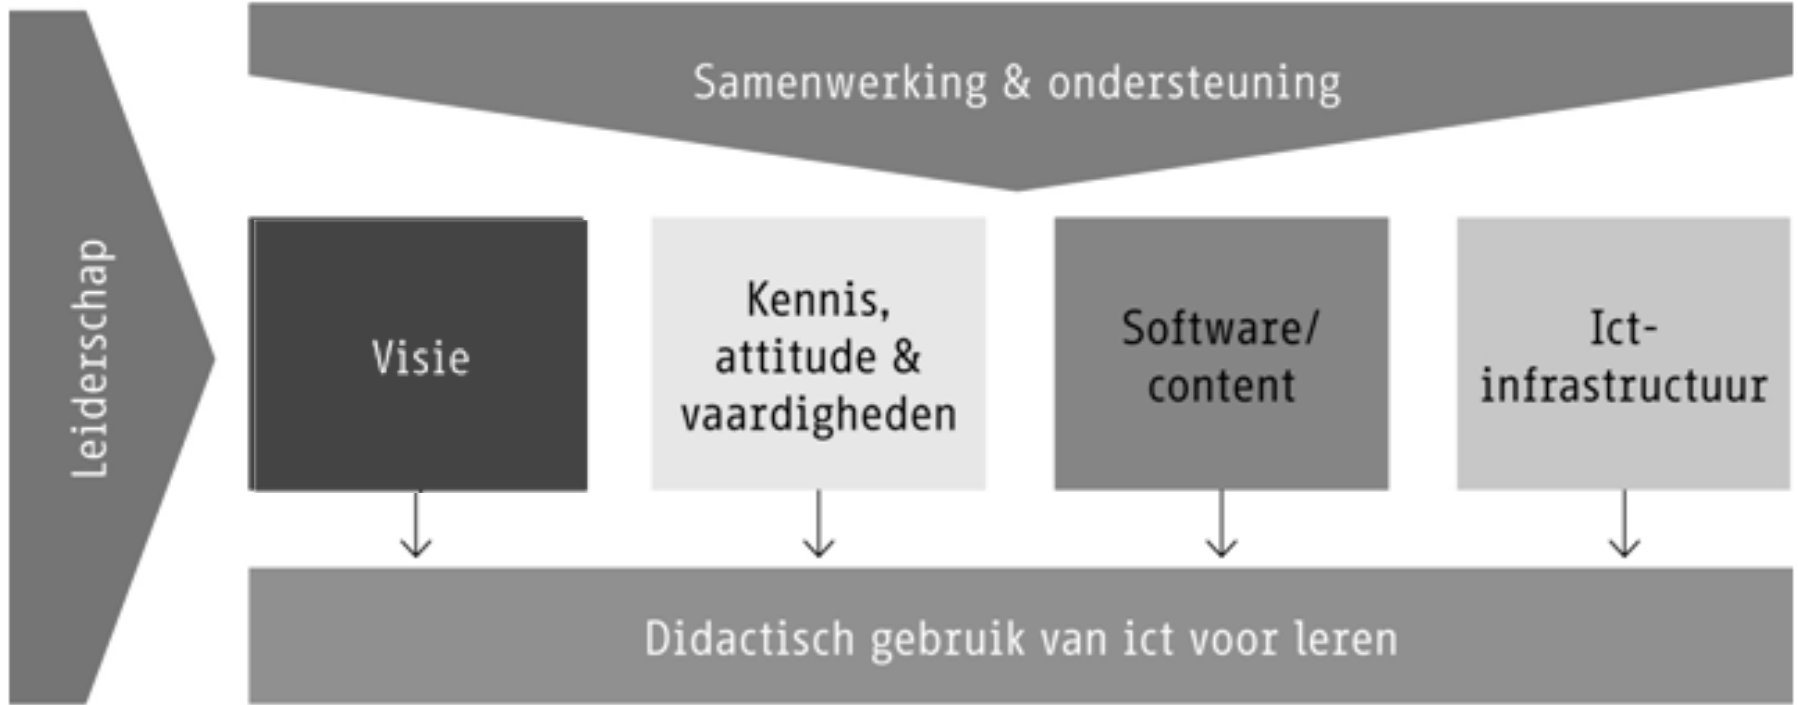 Samenwerking & ondersteuning
Leiderschap
Visie
Kennis,
attitude &
vaardigheden
Software/
content
Ict-
infrastructuur
Didactisch gebruik van ict voor leren